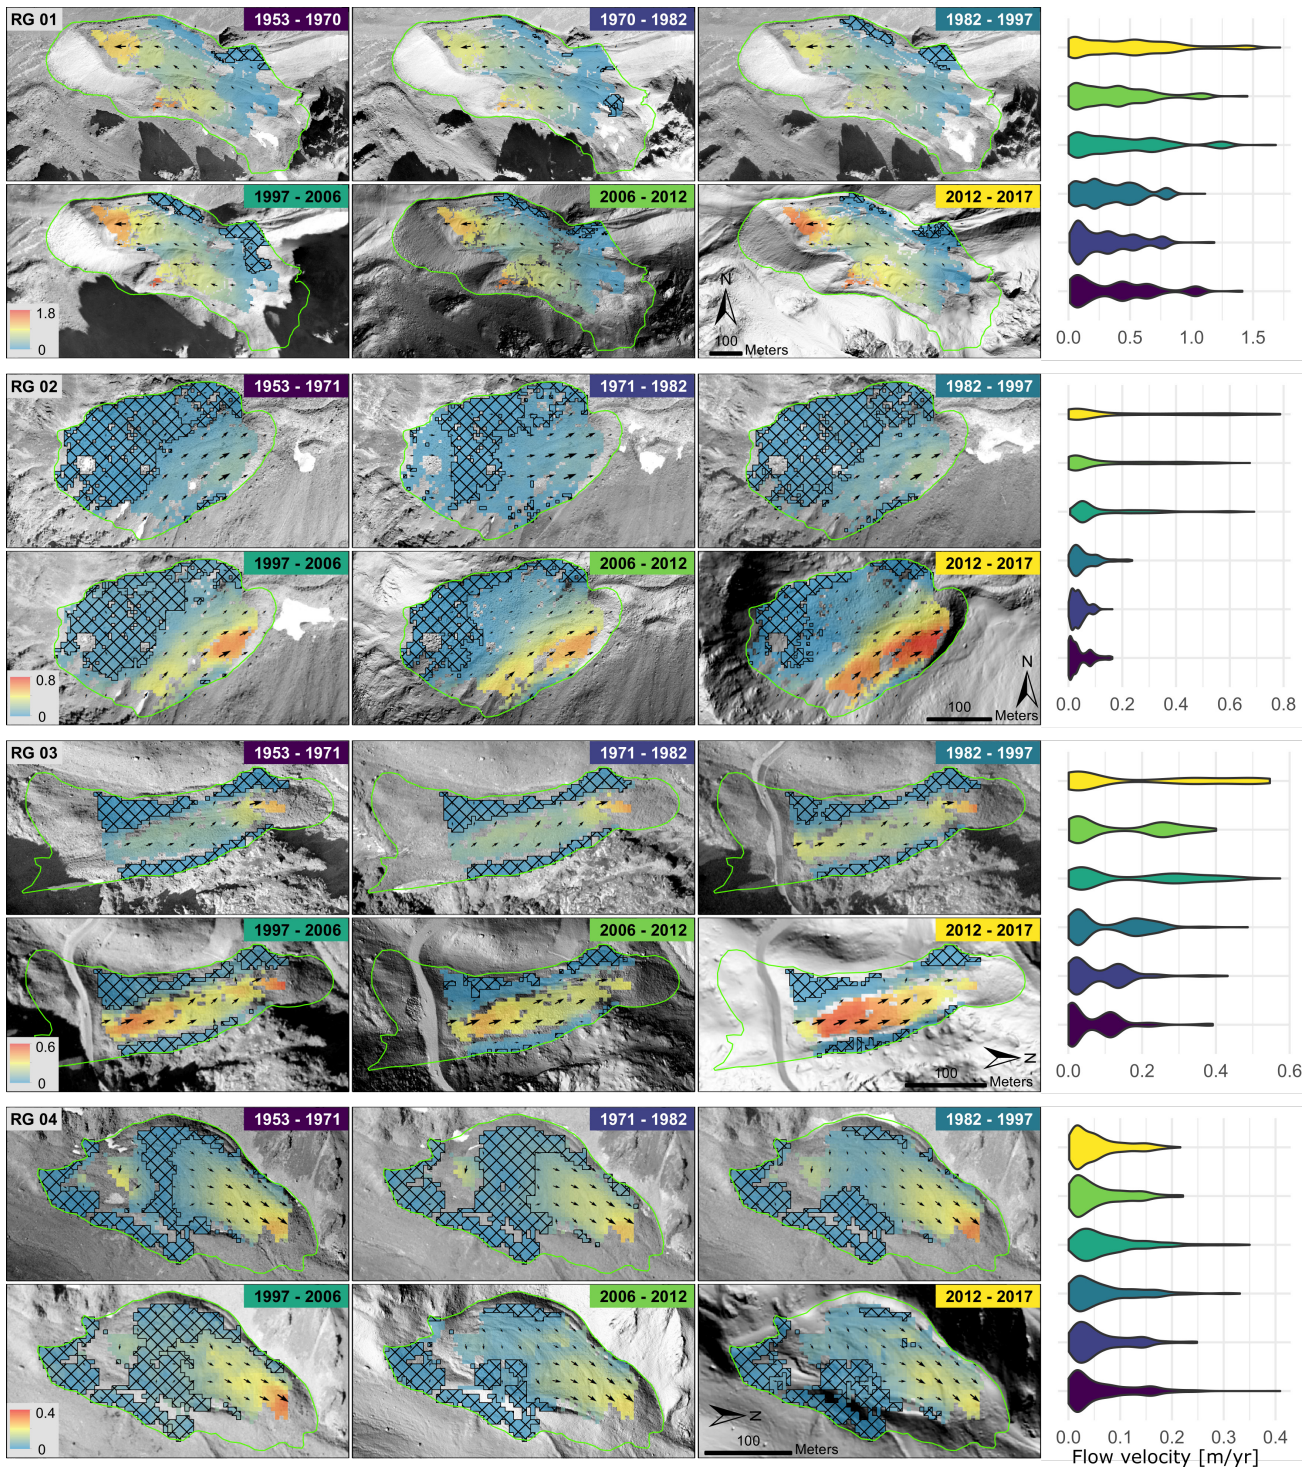 RG 01
1953 - 1970
1970 - 1982
1982 - 1997
1997 - 2006
2006 - 2012
2012 - 2017
1.8
0
N
100
Meters
0.0 0.5 1.0 1.5
RG 02
1953 - 1971
1971 - 1982
1982 - 1997
1997 - 2006
2006 - 2012
2012 - 2017
0.8
0
N
100
Meters
0.0 0.2 0.4 0.6 0.8
RG 03
1953 - 1971
1971 - 1982
1982 - 1997
1997 - 2006
2006 - 2012
2012 - 2017
0.6
0
N
100
Meters
0.0 0.2 0.4 0.6
RG 04
1953 - 1971
1971 - 1982
1982 - 1997
1997 - 2006
2006 - 2012
2012 - 2017
0.4
0
N
100
Meters
0.0 0.1 0.2 0.3 0.4
Flow velocity [m/yr]